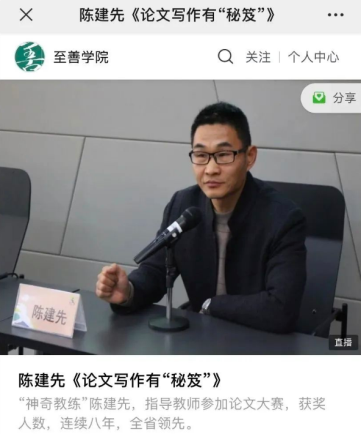 陈建先《论文写作有“秘笈”》
至善学院
关注
个人中心
分享
陈建先
直播
陈建先《论文写作有“秘笈”》
“神奇教练”陈建先，指导教师参加论文大赛，获奖
人数，连续八年，全省领先。